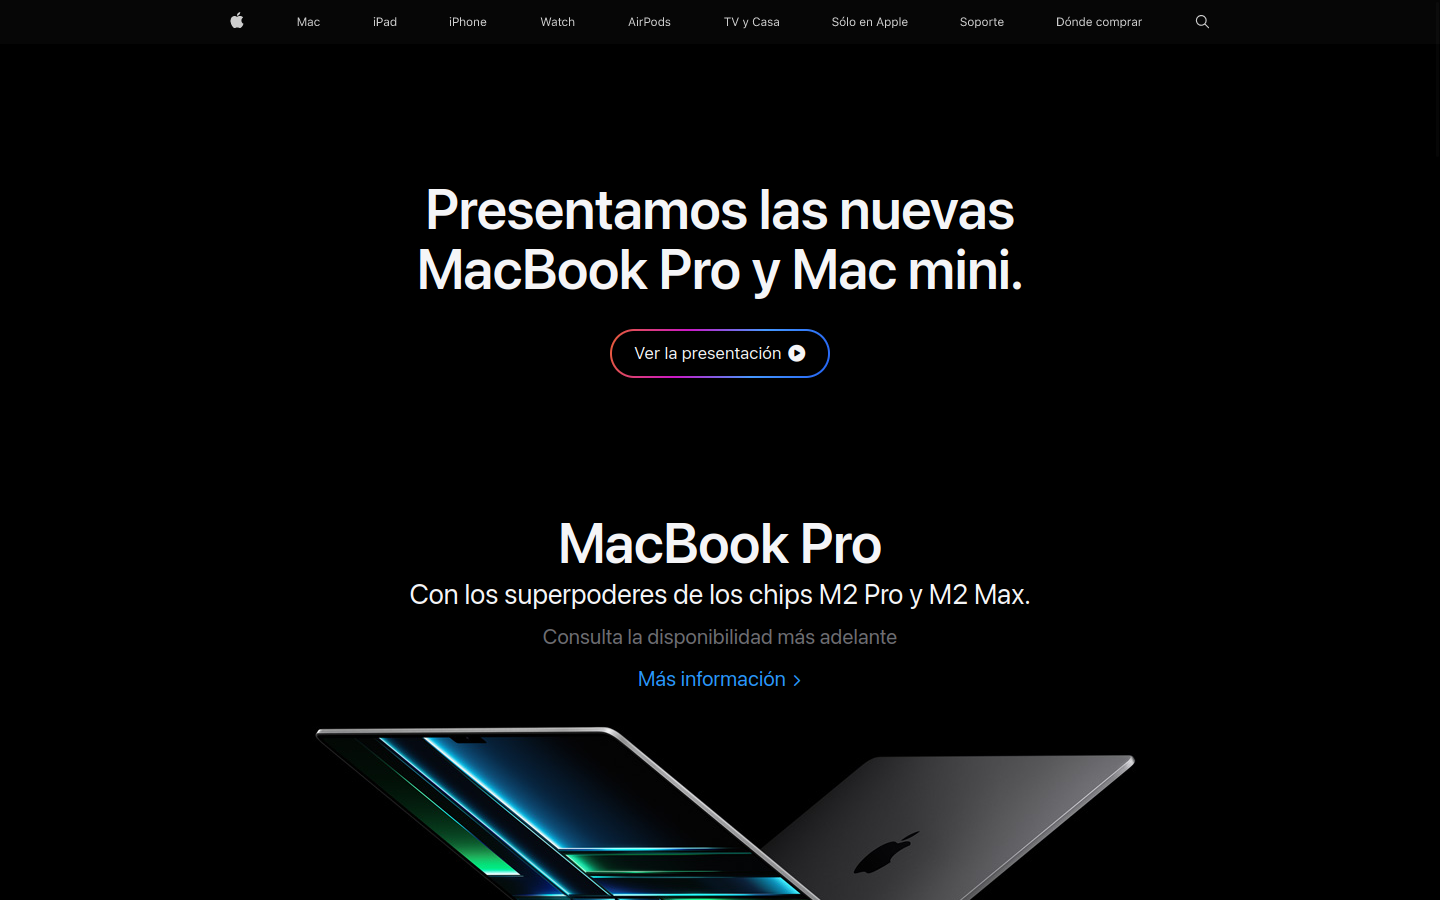 Mac iPad iPhone Watch AirPods TV y Casa Sólo en Apple Soporte Dónde comprar
Presentamos las nuevas
MacBook Pro y Mac mini.
Ver la presentación
MacBook Pro
Con los superpoderes de los chips M2 Pro y M2 Max.
Consulta la disponibilidad más adelante
Más información